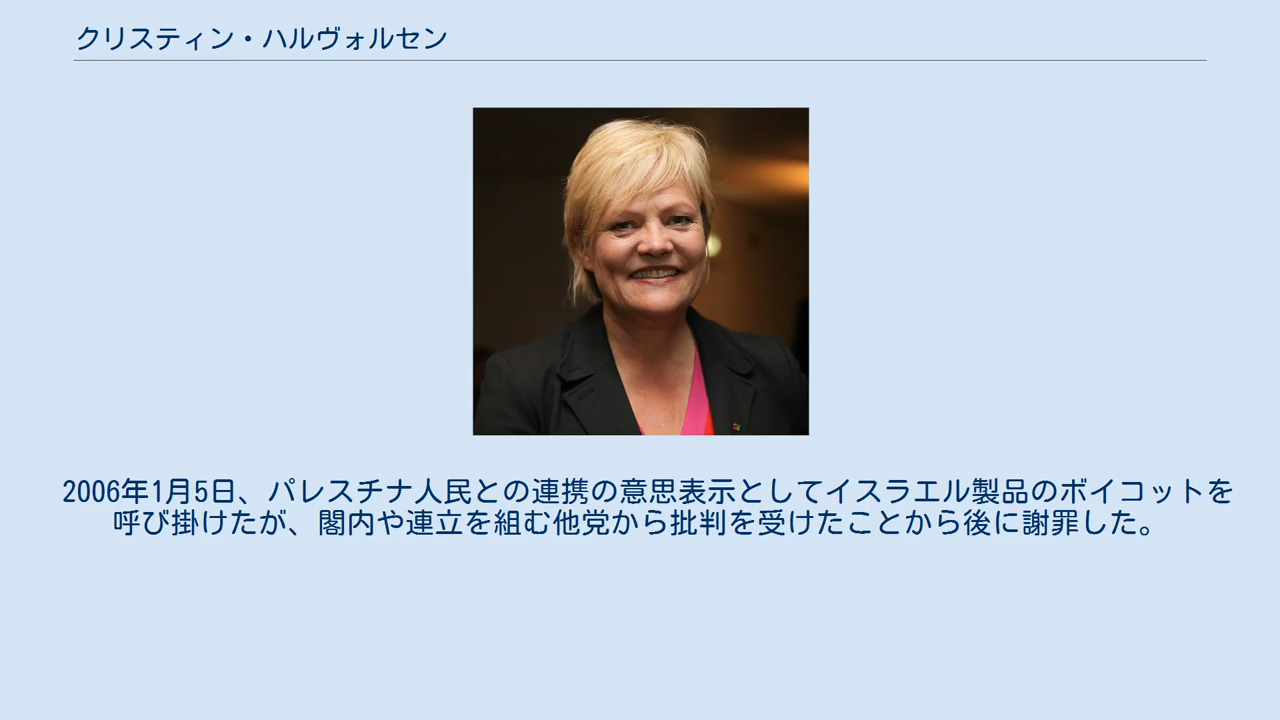 クリスティン・ハルヴォルセン
2006年1月5日、パレスチナ人民との連携の意思表示としてイスラエル製品のボイコットを
呼び掛けたが、閣内や連立を組む他党から批判を受けたことから後に謝罪した。